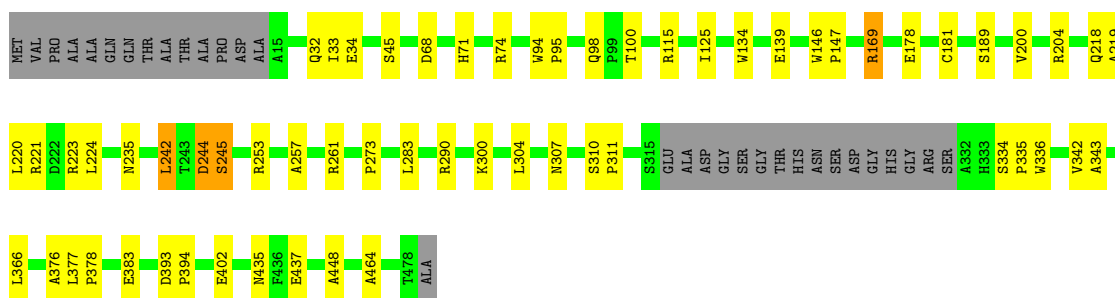 MET VAL PRO ALA ALA GLN GLN THR ALA THR ALA PRO ASP ALA A15 Q32 I33 E34 S45 D68 H71 R74 W94 P95 Q98 P99 T100 R115 I125 W134 E139 W146 P147 R169 E178 C181 S189 V200 R204 Q218 A219
L220 R221 D222 R223 L224 N235 L242 T243 D244 S245 R253 A257 R261 P273 L283 R290 K300 L304 N307 S310 P311 S315 GLU ALA ASP GLY SER GLY THR HIS ASN SER ASP GLY HIS GLY ARG SER A332 H333 S334 P335 W336 V342 A343
L366 A376 L377 P378 E383 D393 P394 E402 N435 F436 E437 A448 A464 T478 ALA